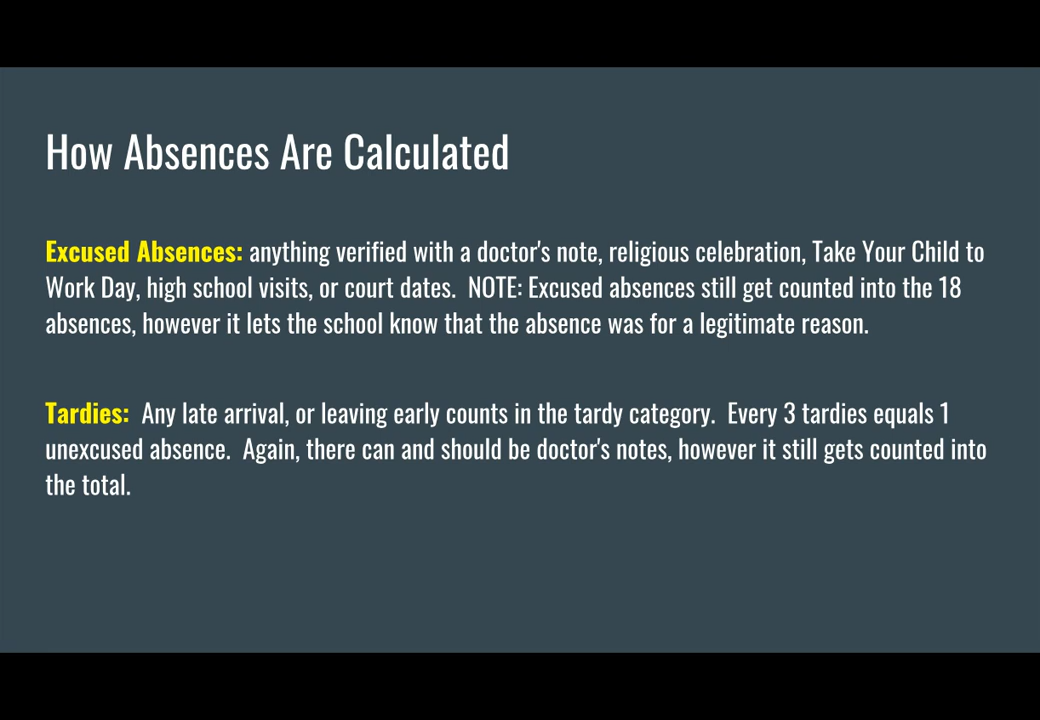 How Absences Are Calculated
Excused Absences: anything verified with a doctor's note, religious celebration, Take Your Child to
Work Day, high school visits, or court dates.  NOTE: Excused absences still get counted into the 18
absences, however it lets the school know that the absence was for a legitimate reason.
Tardies:  Any late arrival, or leaving early counts in the tardy category.  Every 3 tardies equals 1
unexcused absence.  Again, there can and should be doctor's notes, however it still gets counted into
the total.